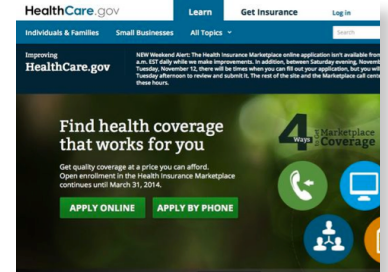 HealthCare.gov
Learn
Get Insurance
Log in
Individuals & Families
Small Businesses
All Topics
Search
Improving
HealthCare.gov
NEW Weekend Alert: The Health Insurance Marketplace online application isn't available from
a.m. EST daily while we make improvements. In addition, between Saturday evening, Novem
Tuesday, November 12, there will be times when you can fill out your application, but you wil
Tuesday afternoon to review and submit it. The rest of the site and the Marketplace call cente
these hours.
Find health coverage
that works for you
Get quality coverage at a price you can afford.
Open enrollment in the Health Insurance Marketplace
continues until March 31, 2014.
APPLY ONLINE
APPLY BY PHONE
4 Ways
Marketplace
Coverage